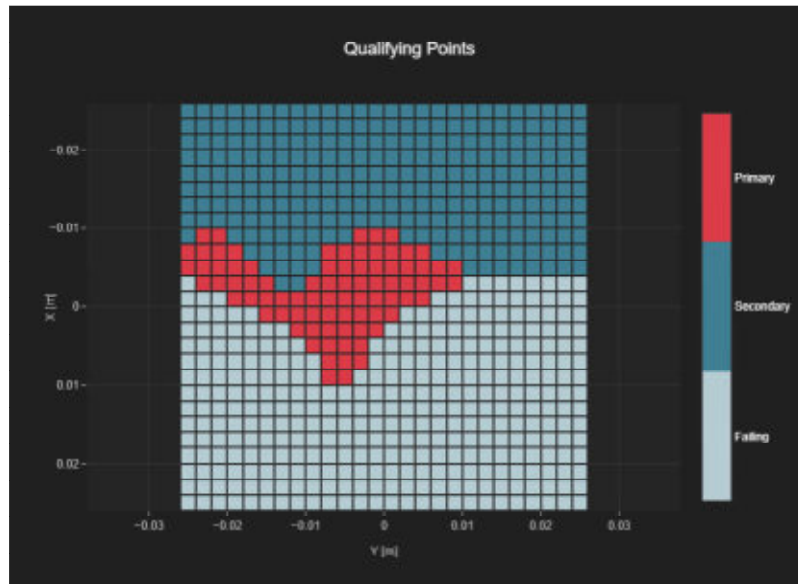 Qualifying Points
Primary
Secondary
Failing
X [m]
−0.02
−0.01
0
0.01
0.02
−0.03
−0.02
−0.01
0
0.01
0.02
0.03
Y [m]